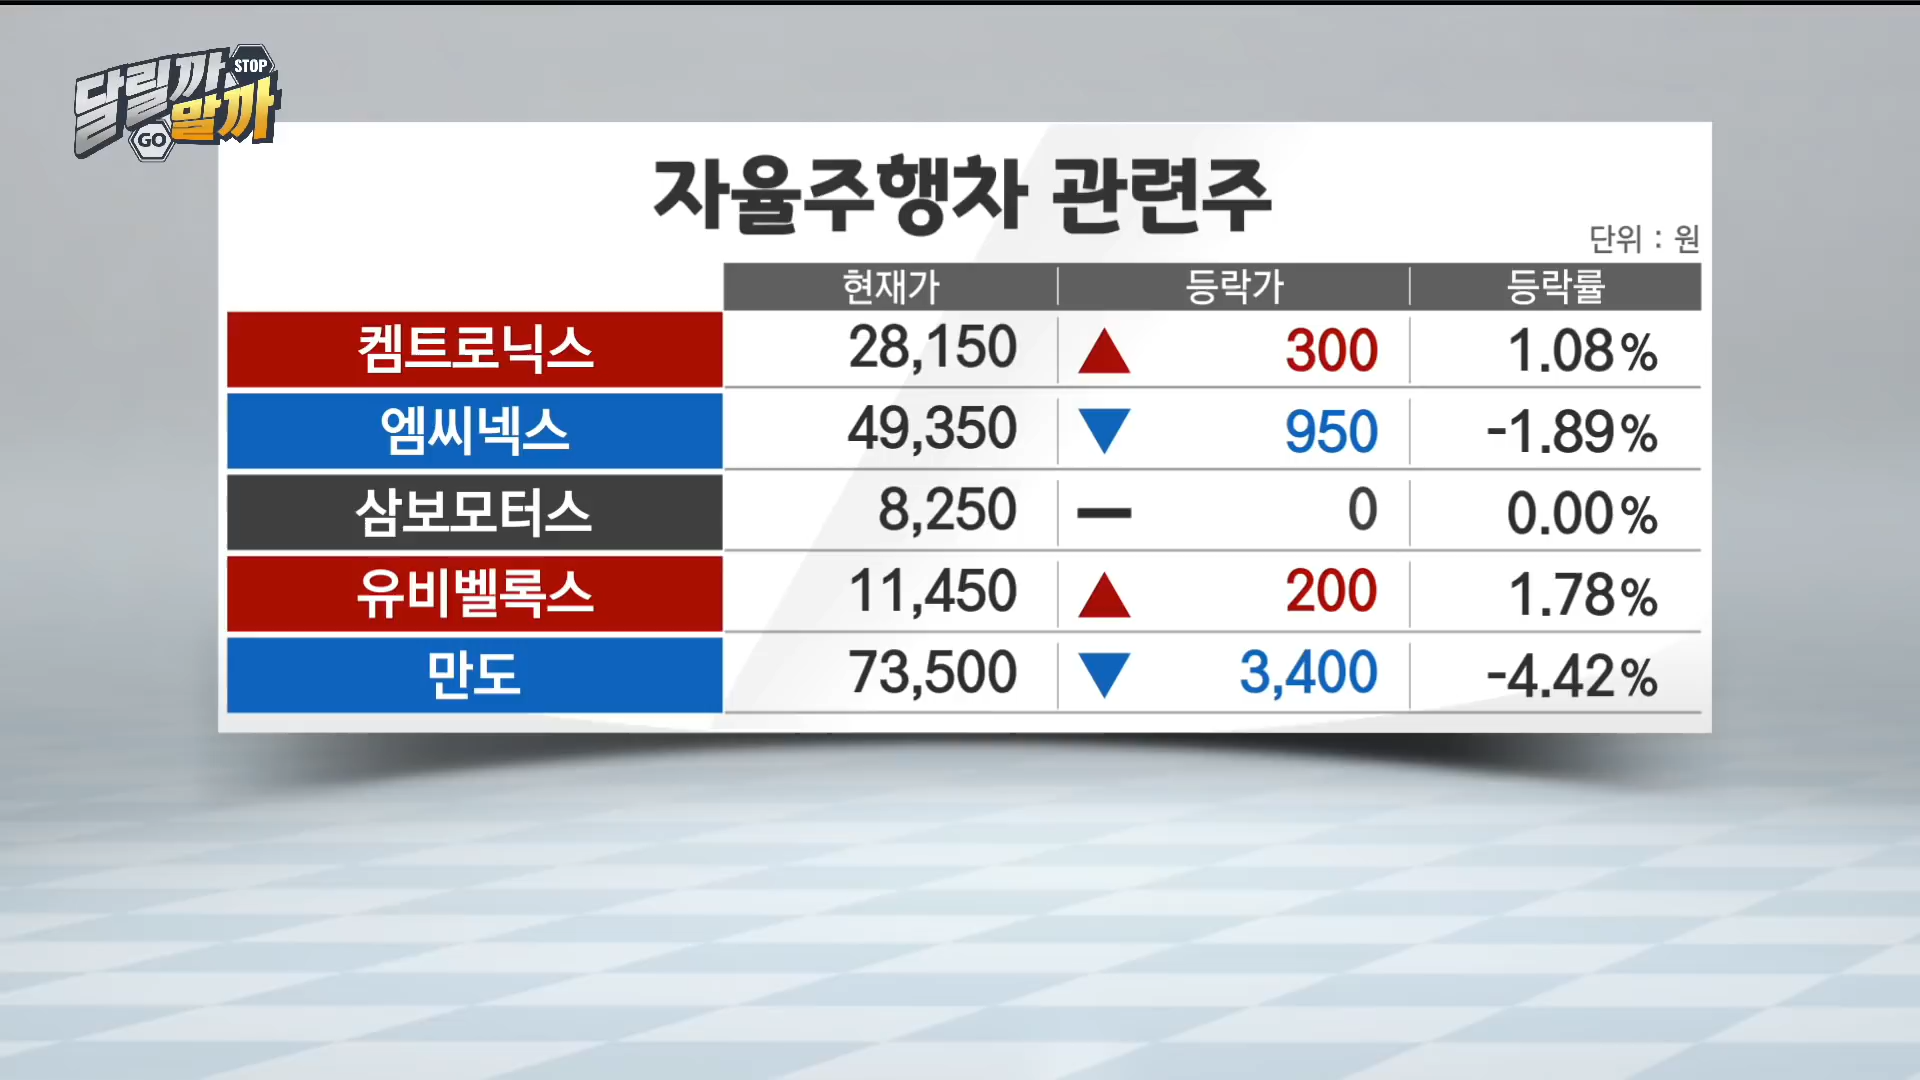 달릴까 STOP
GO 말까
자율주행차 관련주
단위 : 원
현재가 등락가 등락률
켐트로닉스 28,150 ▲ 300 1.08%
엠씨넥스 49,350 ▼ 950 -1.89%
삼보모터스 8,250 — 0 0.00%
유비벨록스 11,450 ▲ 200 1.78%
만도 73,500 ▼ 3,400 -4.42%